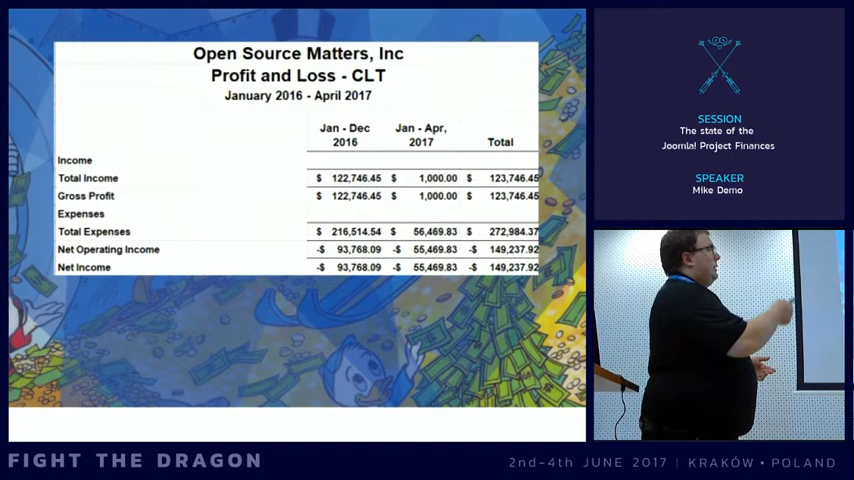 Open Source Matters, Inc
Profit and Loss - CLT
January 2016 - April 2017
Jan - Dec 2016 Jan - Apr, 2017 Total
Income
Total Income $ 122,746.45 $ 1,000.00 $ 123,746.45
Gross Profit $ 122,746.45 $ 1,000.00 $ 123,746.45
Expenses
Total Expenses $ 216,514.54 $ 56,469.83 $ 272,984.37
Net Operating Income -$ 93,768.09 -$ 55,469.83 -$ 149,237.92
Net Income -$ 93,768.09 -$ 55,469.83 -$ 149,237.92
SESSION
The state of the
Joomla! Project Finances
SPEAKER
Mike Demo
FIGHT THE DRAGON
2nd-4th JUNE 2017 | KRAKÓW • POLAND